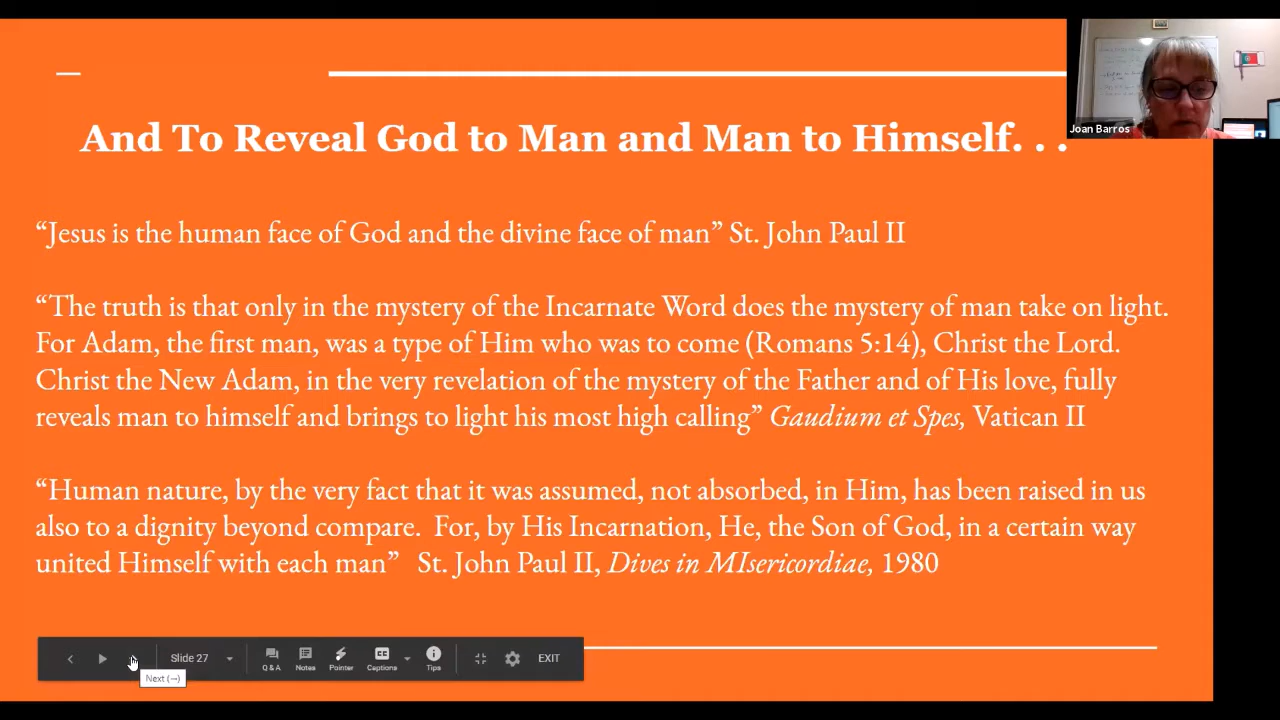 And To Reveal God to Man and Man to Himself. . .
Joan Barros
“Jesus is the human face of God and the divine face of man” St. John Paul II
“The truth is that only in the mystery of the Incarnate Word does the mystery of man take on light.
For Adam, the first man, was a type of Him who was to come (Romans 5:14), Christ the Lord.
Christ the New Adam, in the very revelation of the mystery of the Father and of His love, fully
reveals man to himself and brings to light his most high calling” Gaudium et Spes, Vatican II
“Human nature, by the very fact that it was assumed, not absorbed, in Him, has been raised in us
also to a dignity beyond compare.  For, by His Incarnation, He, the Son of God, in a certain way
united Himself with each man”   St. John Paul II, Dives in MIsericordiae, 1980
Slide 27
Q & A
Notes
Pointer
CC
Captions
Tips
EXIT
Next (→)